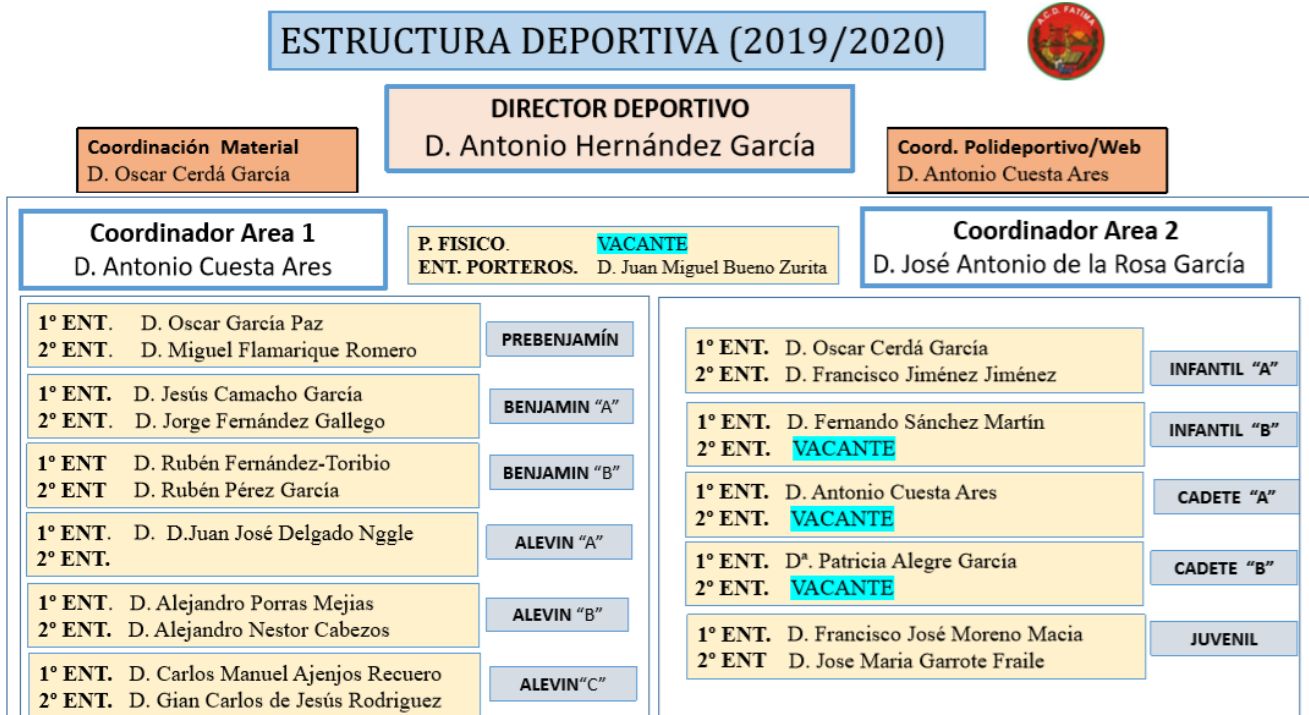 ESTRUCTURA DEPORTIVA (2019/2020)
A.C.D. FATIMA
DIRECTOR DEPORTIVO
D. Antonio Hernández García
Coordinación Material
D. Oscar Cerdá García
Coord. Polideportivo/Web
D. Antonio Cuesta Ares
Coordinador Area 1
D. Antonio Cuesta Ares
P. FISICO. VACANTE
ENT. PORTEROS. D. Juan Miguel Bueno Zurita
Coordinador Area 2
D. José Antonio de la Rosa García
1º ENT. D. Oscar García Paz
2º ENT. D. Miguel Flamarique Romero
PREBENJAMÍN
1º ENT. D. Jesús Camacho García
2º ENT. D. Jorge Fernández Gallego
BENJAMIN "A"
1º ENT D. Rubén Fernández-Toribio
2º ENT D. Rubén Pérez García
BENJAMIN "B"
1º ENT. D. D.Juan José Delgado Nggle
2º ENT.
ALEVIN "A"
1º ENT. D. Alejandro Porras Mejias
2º ENT. D. Alejandro Nestor Cabezos
ALEVIN "B"
1º ENT. D. Carlos Manuel Ajenjos Recuero
2º ENT. D. Gian Carlos de Jesús Rodriguez
ALEVIN"C"
1º ENT. D. Oscar Cerdá García
2º ENT. D. Francisco Jiménez Jiménez
INFANTIL "A"
1º ENT. D. Fernando Sánchez Martín
2º ENT. VACANTE
INFANTIL "B"
1º ENT. D. Antonio Cuesta Ares
2º ENT. VACANTE
CADETE "A"
1º ENT. Dª. Patricia Alegre García
2º ENT. VACANTE
CADETE "B"
1º ENT. D. Francisco José Moreno Macia
2º ENT D. Jose Maria Garrote Fraile
JUVENIL